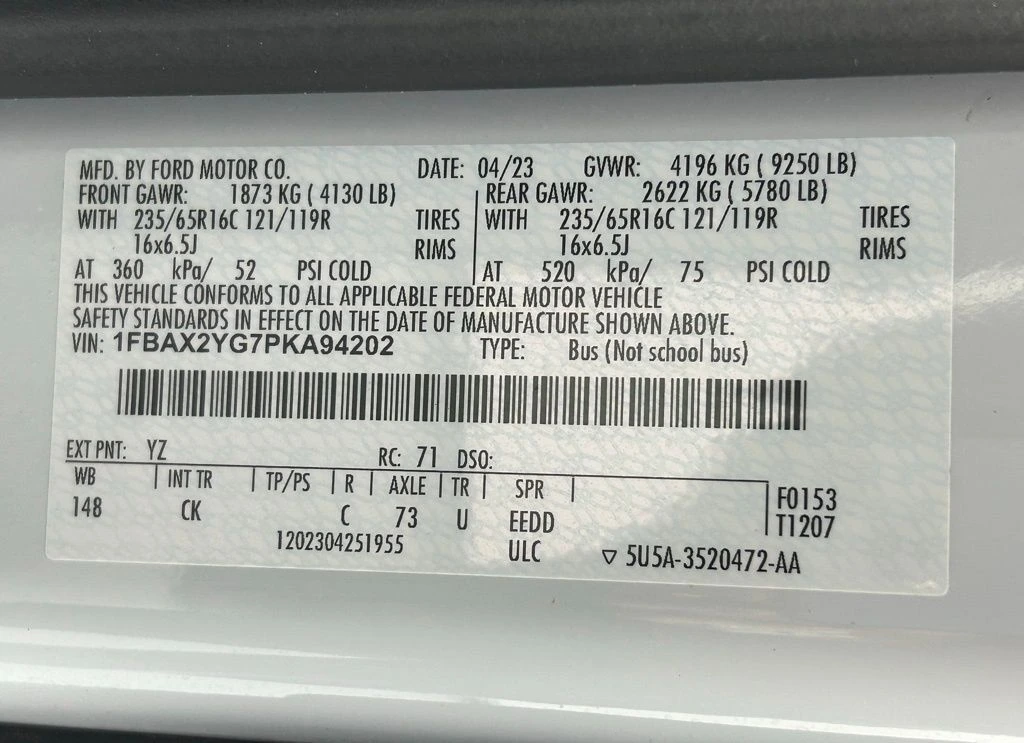 MFD. BY FORD MOTOR CO. DATE: 04/23 GVWR: 4196 KG ( 9250 LB)
FRONT GAWR: 1873 KG ( 4130 LB) REAR GAWR: 2622 KG ( 5780 LB)
WITH 235/65R16C 121/119R TIRES WITH 235/65R16C 121/119R TIRES
16x6.5J RIMS 16x6.5J RIMS
AT 360 kPa/ 52 PSI COLD AT 520 kPa/ 75 PSI COLD
THIS VEHICLE CONFORMS TO ALL APPLICABLE FEDERAL MOTOR VEHICLE
SAFETY STANDARDS IN EFFECT ON THE DATE OF MANUFACTURE SHOWN ABOVE.
VIN: 1FBAX2YG7PKA94202 TYPE: Bus (Not school bus)
EXT PNT: YZ RC: 71 DSO:
WB INT TR TP/PS R AXLE TR SPR F0153
148 CK C 73 U EEDD T1207
1202304251955 ULC ▽ 5U5A-3520472-AA